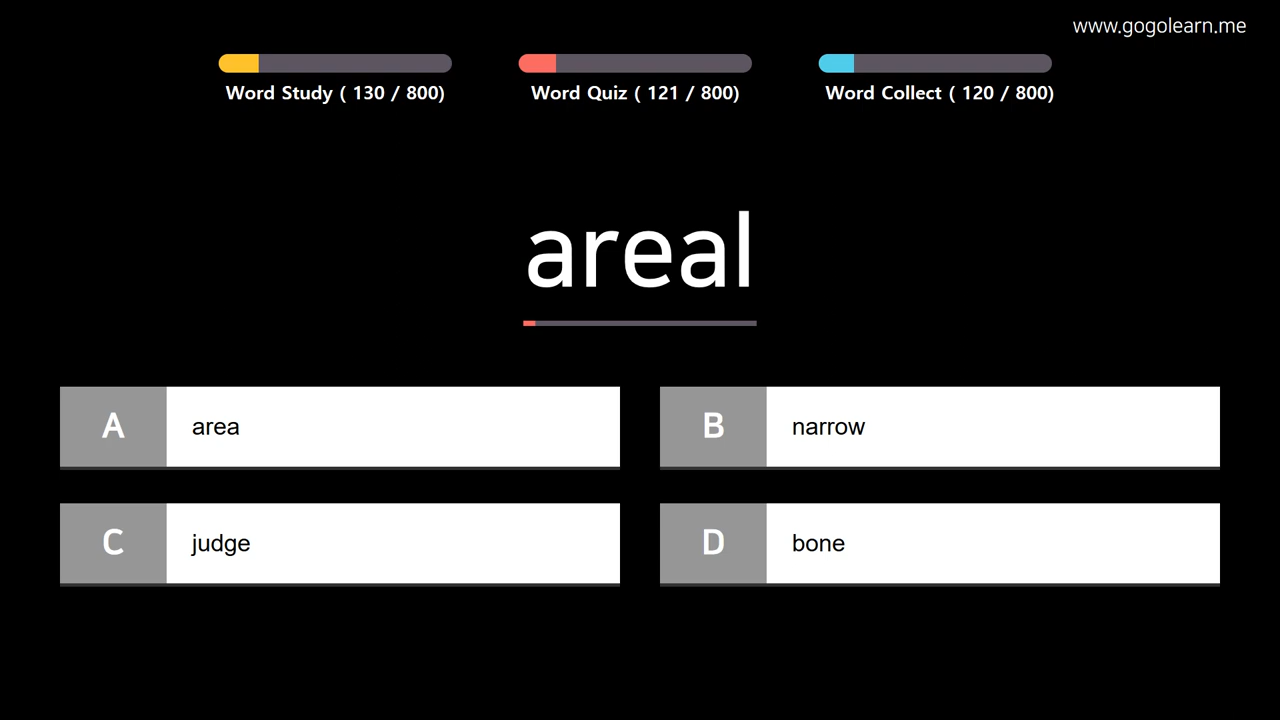 www.gogolearn.me
Word Study ( 130 / 800)
Word Quiz ( 121 / 800)
Word Collect ( 120 / 800)
areal
A area
B narrow
C judge
D bone